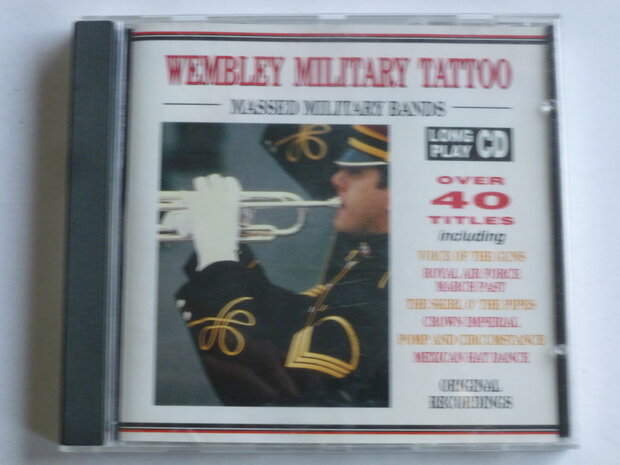 WEMBLEY MILITARY TATTOO
MASSED MILITARY BANDS
LONG PLAY CD
OVER
40
TITLES
including
VOICE OF THE GUNS
ROYAL AIR FORCE
MARCH PAST
THE SKIRL O' THE PIPES
CROWN IMPERIAL
POMP AND CIRCUMSTANCE
MEXICAN HAT DANCE
ORIGINAL
RECORDINGS